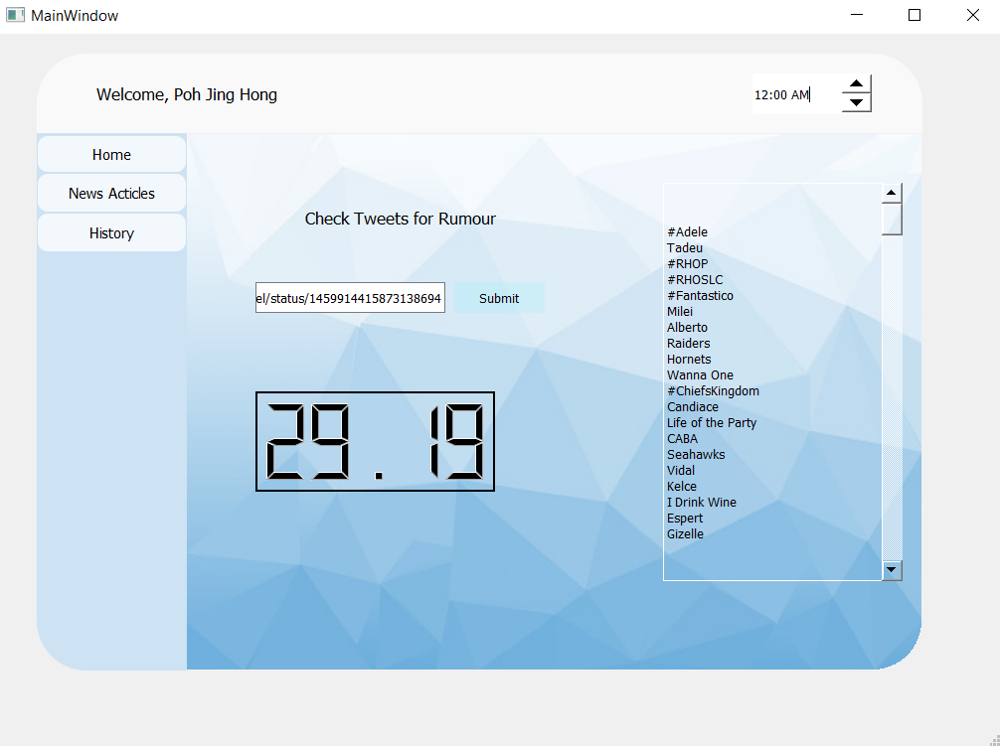 MainWindow
Welcome, Poh Jing Hong
12:00 AM
Home
News Acticles
History
Check Tweets for Rumour
el/status/1459914415873138694
Submit
29.19
#Adele
Tadeu
#RHOP
#RHOSLC
#Fantastico
Milei
Alberto
Raiders
Hornets
Wanna One
#ChiefsKingdom
Candiace
Life of the Party
CABA
Seahawks
Vidal
Kelce
I Drink Wine
Espert
Gizelle